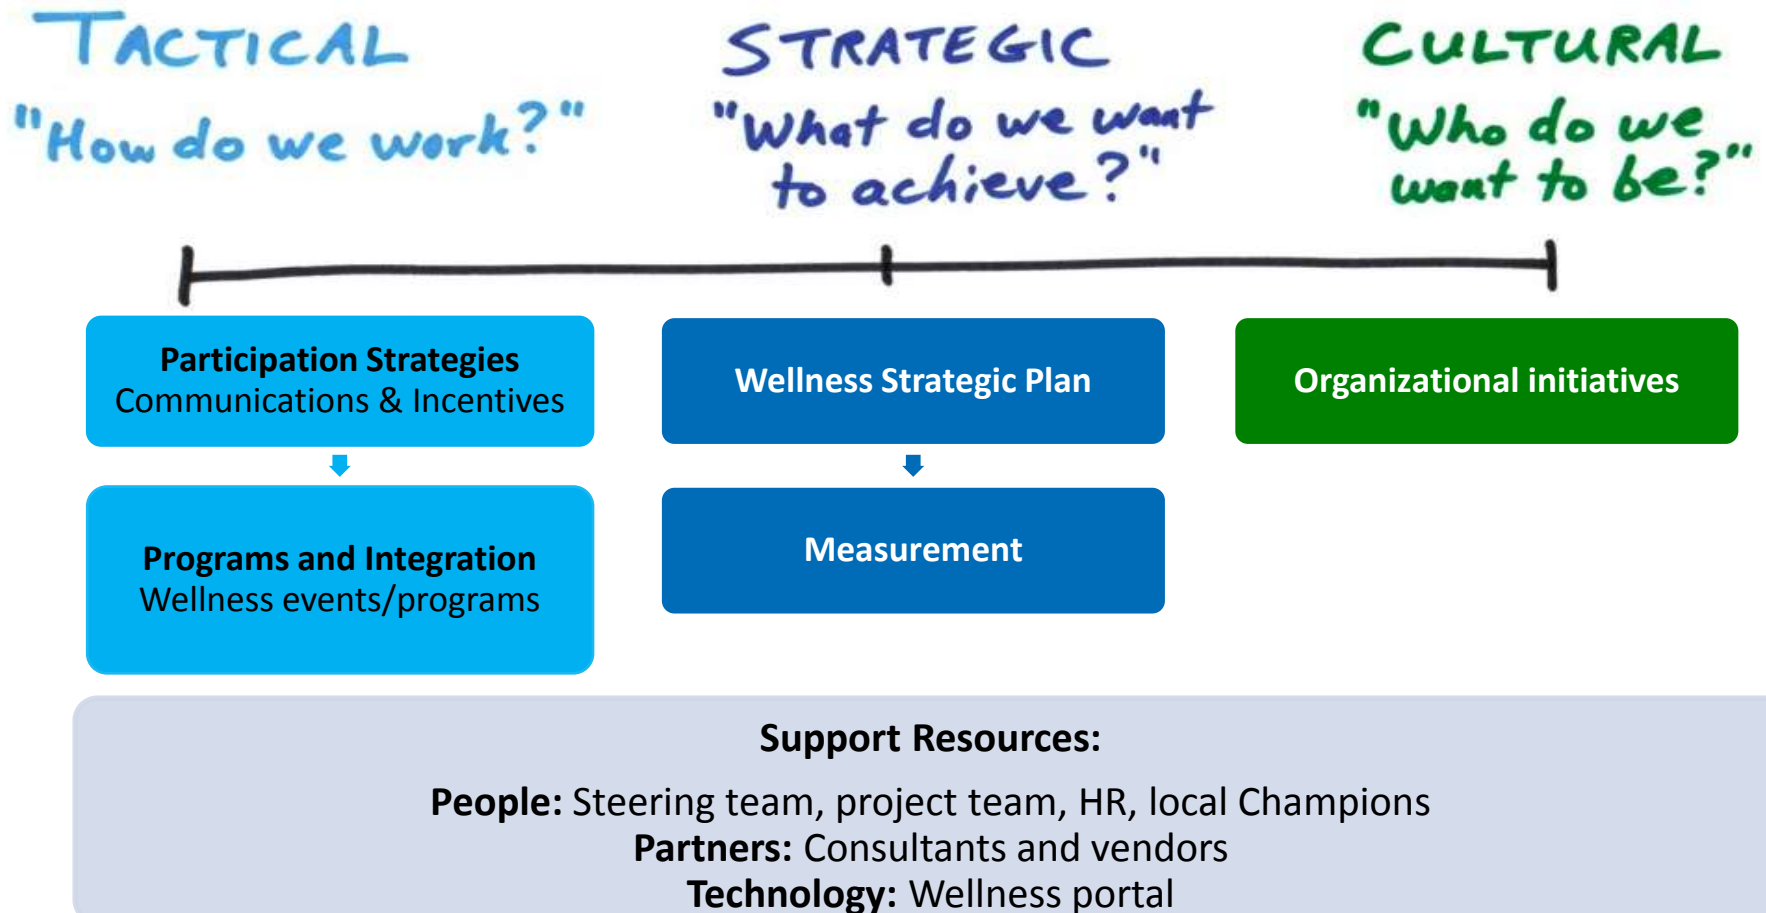 TACTICAL
"How do we work?"
STRATEGIC
"What do we want
to achieve?"
CULTURAL
"Who do we
want to be?"
Participation Strategies
Communications & Incentives
Wellness Strategic Plan
Organizational initiatives
Programs and Integration
Wellness events/programs
Measurement
Support Resources:
People: Steering team, project team, HR, local Champions
Partners: Consultants and vendors
Technology: Wellness portal